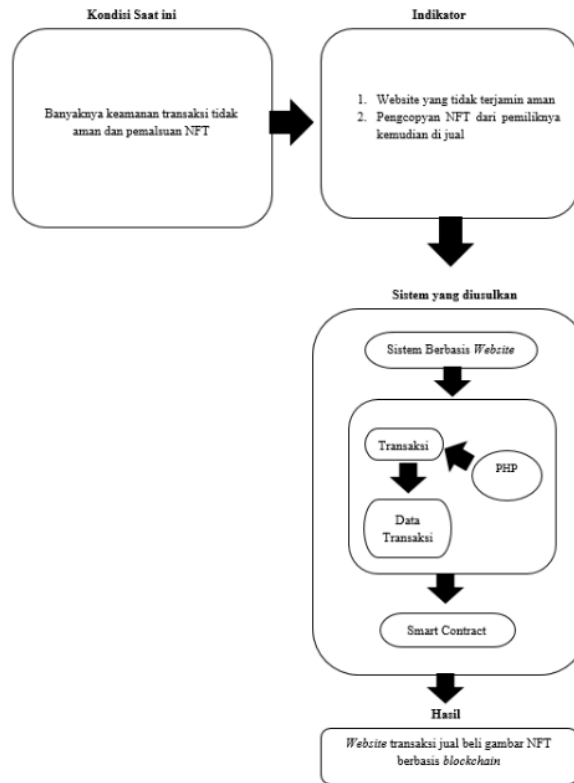 Kondisi Saat ini
Banyaknya keamanan transaksi tidak
aman dan pemalsuan NFT
Indikator
1. Website yang tidak terjamin aman
2. Pengcopyan NFT dari pemiliknya
kemudian di jual
Sistem yang diusulkan
Sistem Berbasis Website
Transaksi
PHP
Data
Transaksi
Smart Contract
Hasil
Website transaksi jual beli gambar NFT
berbasis blockchain